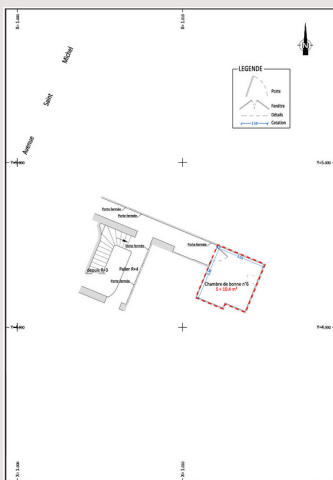 Avenue
Saint
Michel
N
LEGENDE
Porte
Fenêtre
Détails
Cotation
Porte fermée
Porte fermée
Porte fermée
Porte fermée
depuis R+3
Palier R+4
Porte fermée
Chambre de bonne n°6
S = 10.4 m²